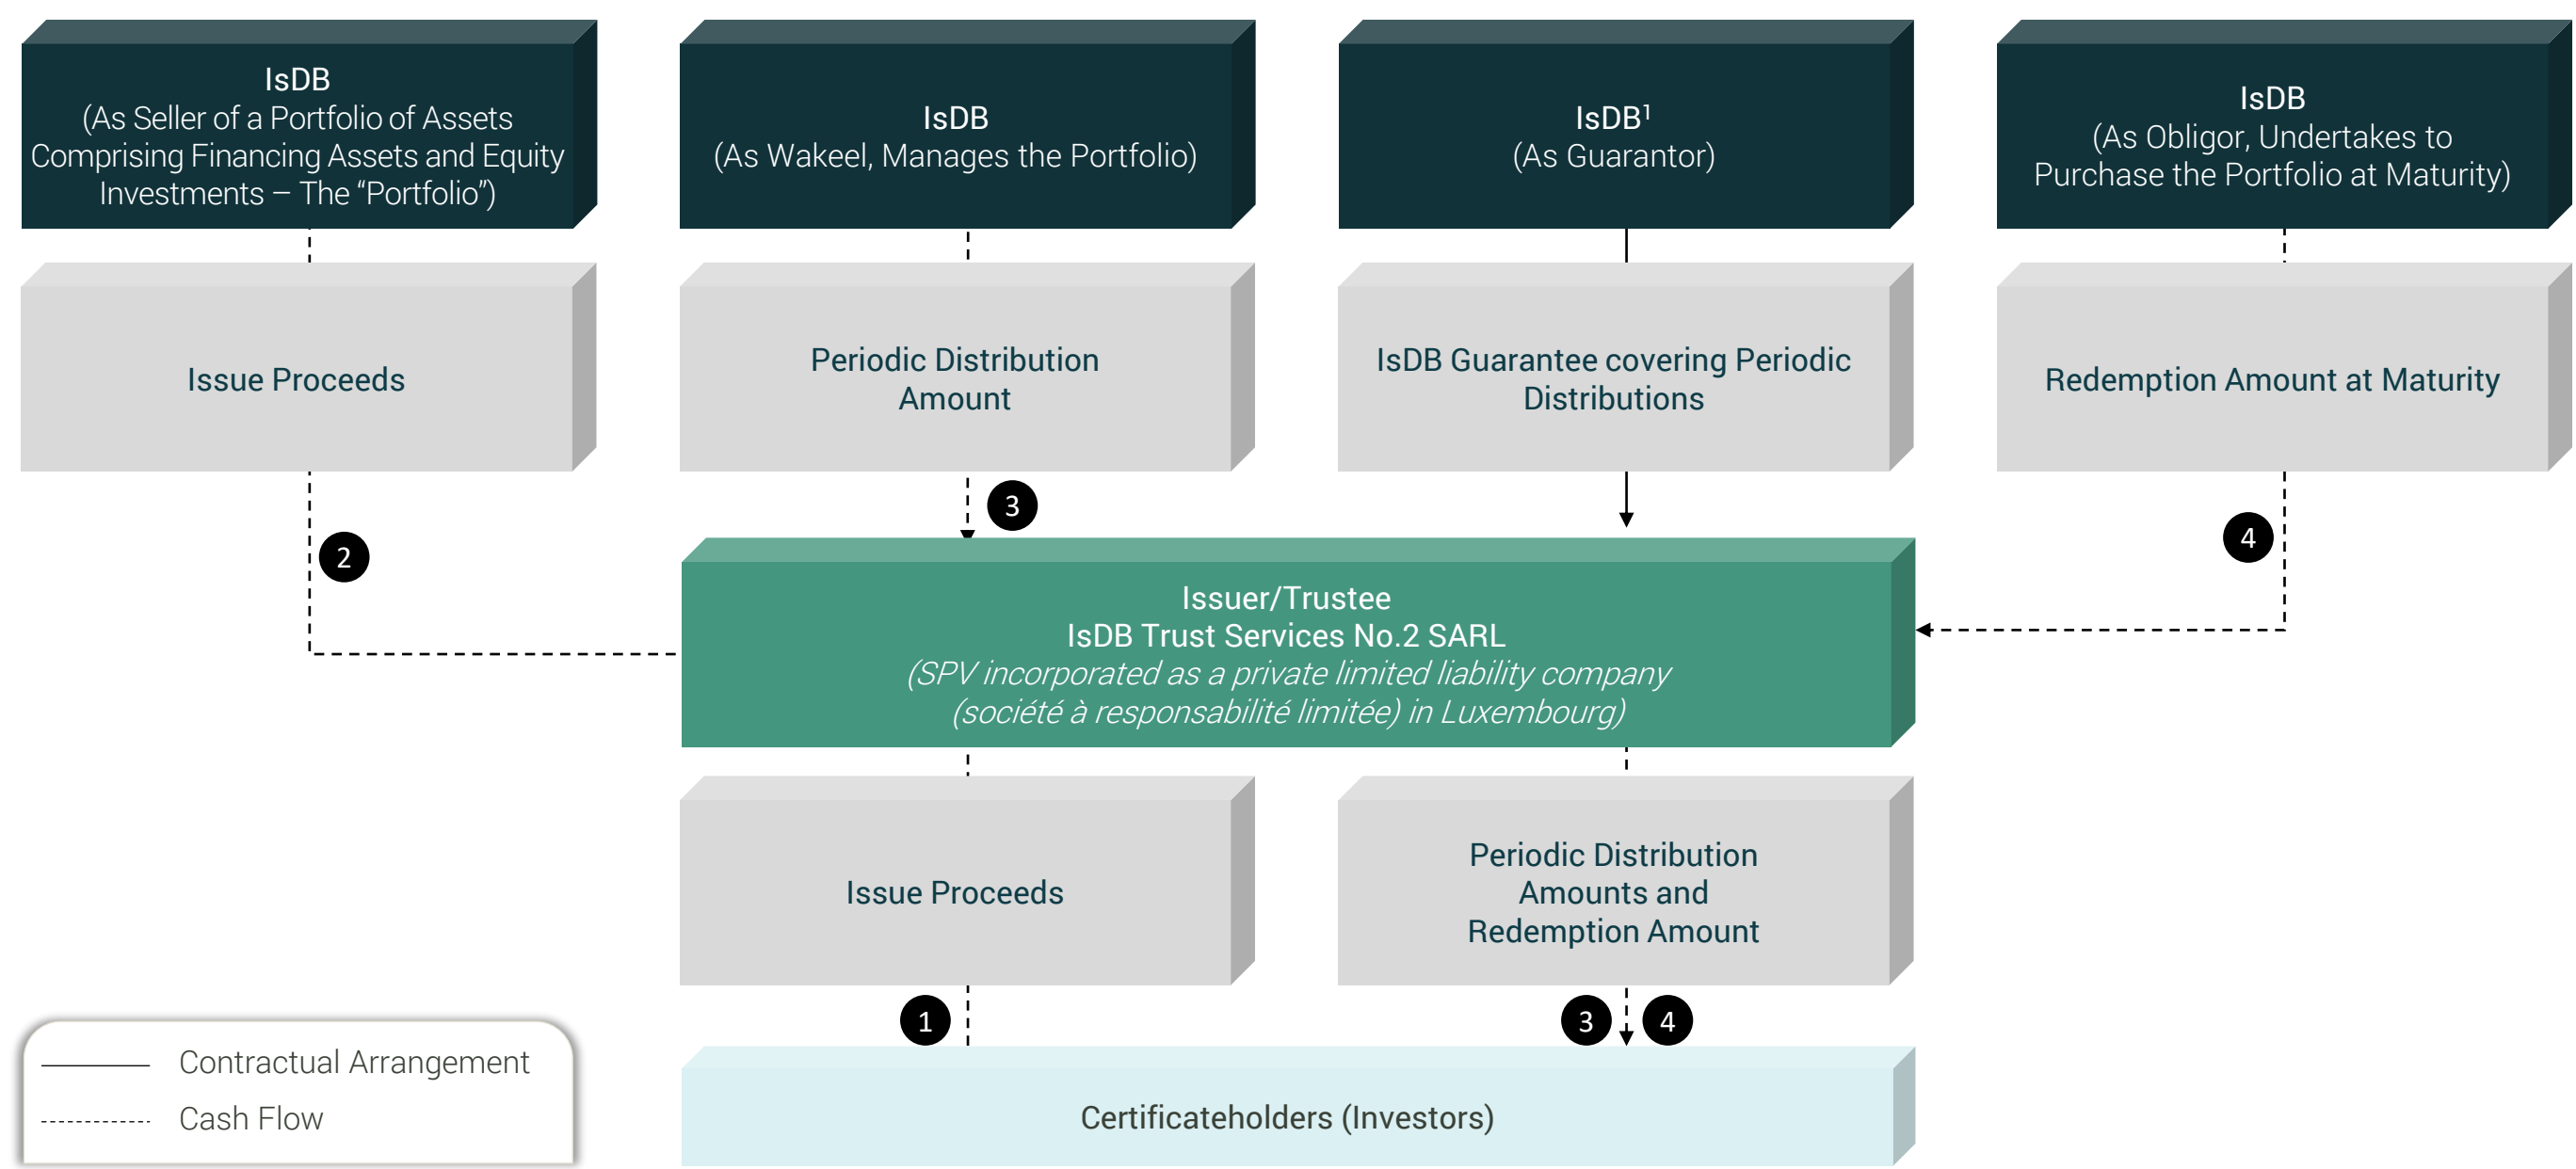 IsDB
(As Seller of a Portfolio of Assets
Comprising Financing Assets and Equity
Investments – The “Portfolio”)
IsDB
(As Wakeel, Manages the Portfolio)
IsDB¹
(As Guarantor)
IsDB
(As Obligor, Undertakes to
Purchase the Portfolio at Maturity)
Issue Proceeds
Periodic Distribution
Amount
IsDB Guarantee covering Periodic
Distributions
Redemption Amount at Maturity
3
2
4
Issuer/Trustee
IsDB Trust Services No.2 SARL
(SPV incorporated as a private limited liability company
(société à responsabilité limitée) in Luxembourg)
Issue Proceeds
Periodic Distribution
Amounts and
Redemption Amount
1
3
4
Contractual Arrangement
Cash Flow
Certificateholders (Investors)